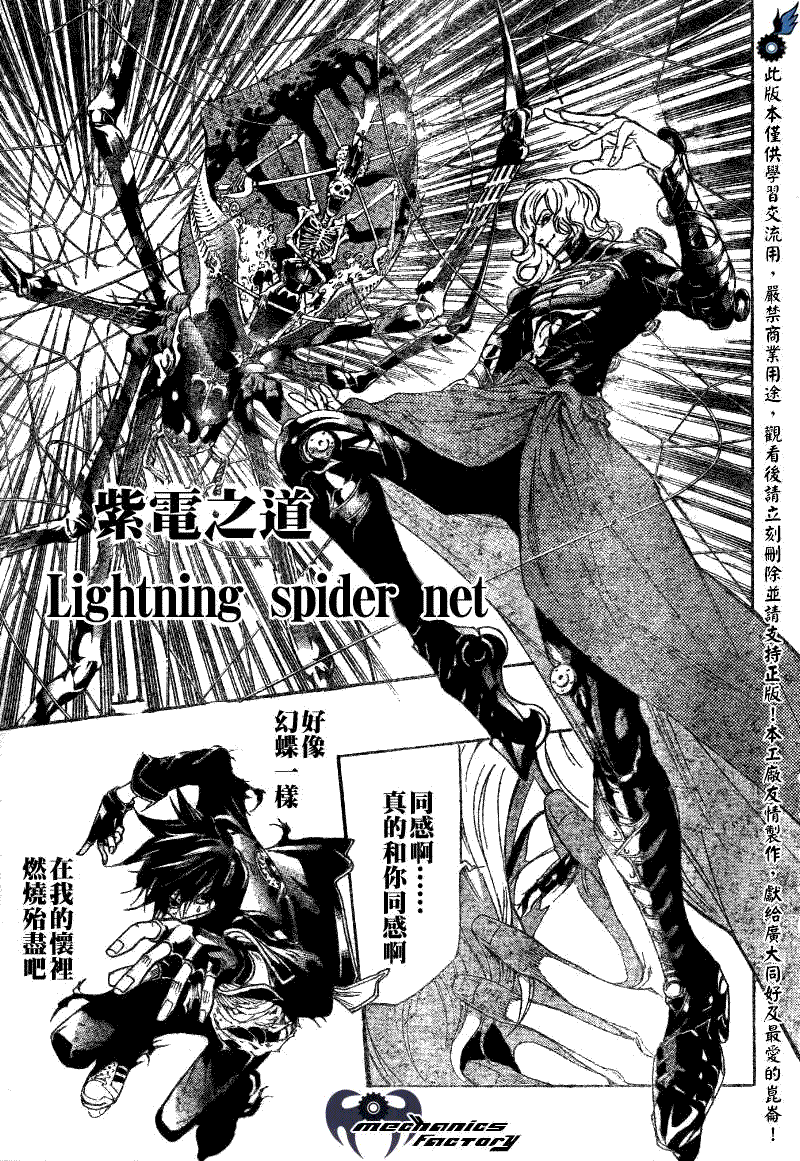 紫電之道
Lightning spider net
同感啊……
真的和你同感啊
好像
幻蝶一樣
在我的懷裡
燃燒殆盡吧
此版本僅供學習交流用，嚴禁商業用途，觀看後請立刻刪除並請支持正版！本工廠友情製作，獻給廣大同好及最愛的崑崙！
mechanics
factory